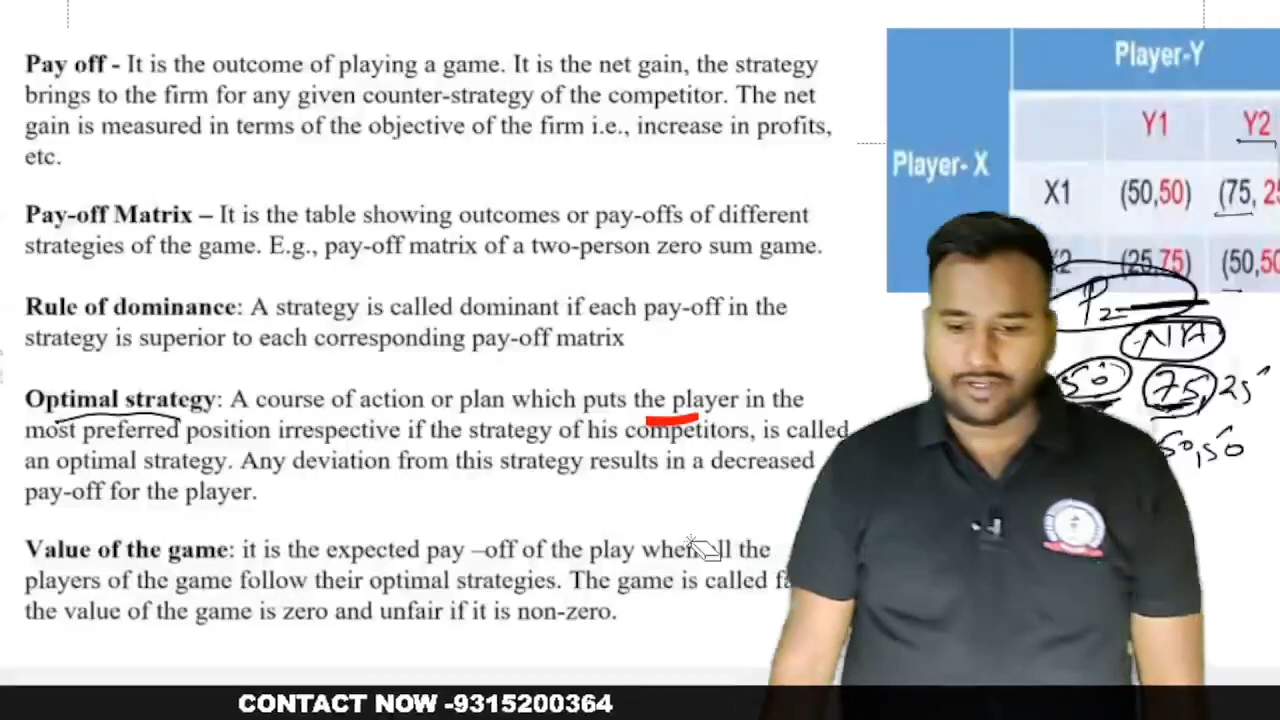 Pay off - It is the outcome of playing a game. It is the net gain, the strategy
brings to the firm for any given counter-strategy of the competitor. The net
gain is measured in terms of the objective of the firm i.e., increase in profits,
etc.
Pay-off Matrix – It is the table showing outcomes or pay-offs of different
strategies of the game. E.g., pay-off matrix of a two-person zero sum game.
Rule of dominance: A strategy is called dominant if each pay-off in the
strategy is superior to each corresponding pay-off matrix
Optimal strategy: A course of action or plan which puts the player in the
most preferred position irrespective if the strategy of his competitors, is called
an optimal strategy. Any deviation from this strategy results in a decreased
pay-off for the player.
Value of the game: it is the expected pay –off of the play when all the
players of the game follow their optimal strategies. The game is called
the value of the game is zero and unfair if it is non-zero.
Player-Y
Y1 Y2
Player- X
X1 (50,50) (75, 25
(25,75) (50,50
P2
50 75, 25
50,50
CONTACT NOW -9315200364